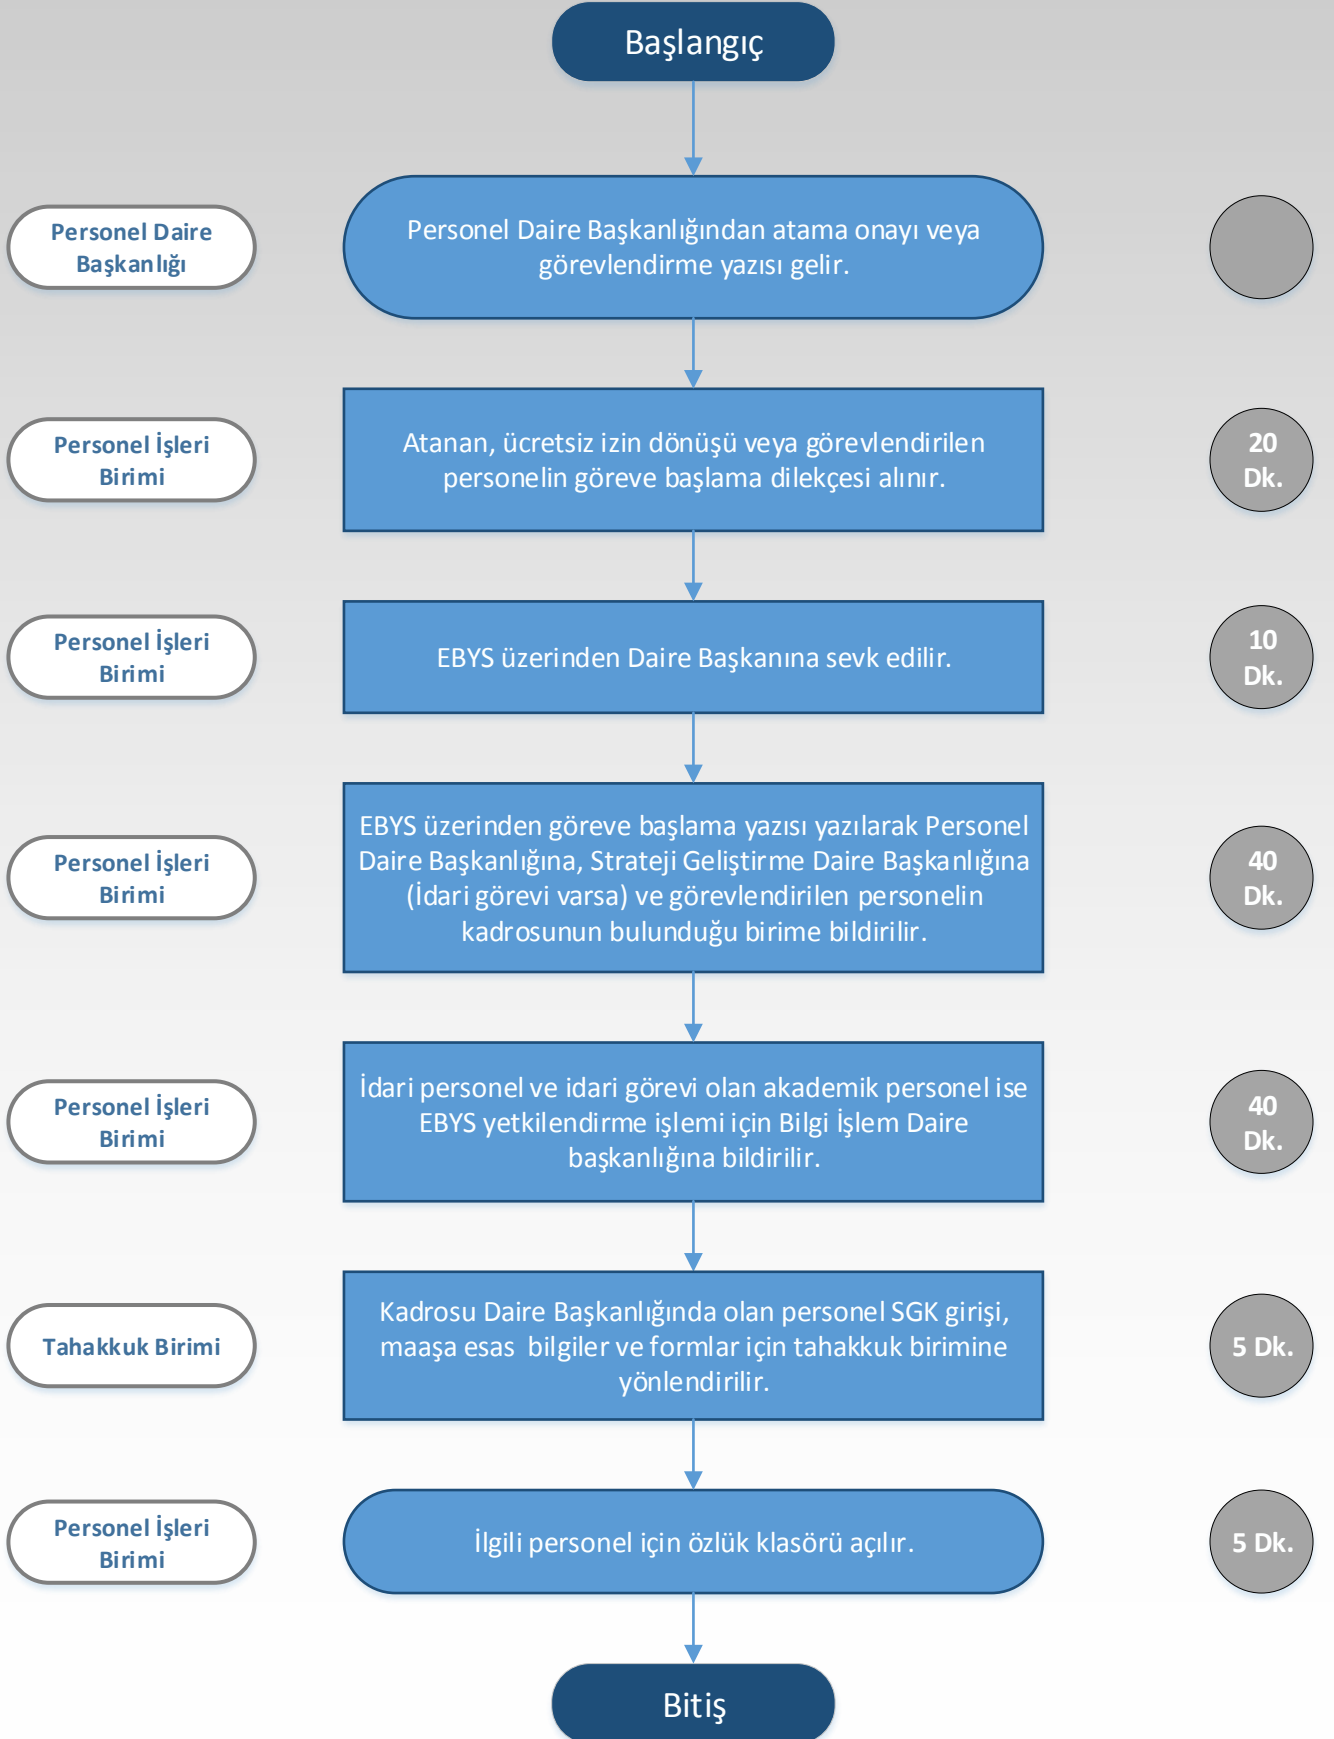 Başlangıç
Personel Daire
Başkanlığı
Personel Daire Başkanlığından atama onayı veya
görevlendirme yazısı gelir.
Personel İşleri
Birimi
Atanan, ücretsiz izin dönüşü veya görevlendirilen
personelin göreve başlama dilekçesi alınır.
20
Dk.
Personel İşleri
Birimi
EBYS üzerinden Daire Başkanına sevk edilir.
10
Dk.
Personel İşleri
Birimi
EBYS üzerinden göreve başlama yazısı yazılarak Personel
Daire Başkanlığına, Strateji Geliştirme Daire Başkanlığına
(İdari görevi varsa) ve görevlendirilen personelin
kadrosunun bulunduğu birime bildirilir.
40
Dk.
Personel İşleri
Birimi
İdari personel ve idari görevi olan akademik personel ise
EBYS yetkilendirme işlemi için Bilgi İşlem Daire
başkanlığına bildirilir.
40
Dk.
Tahakkuk Birimi
Kadrosu Daire Başkanlığında olan personel SGK girişi,
maaşa esas  bilgiler ve formlar için tahakkuk birimine
yönlendirilir.
5 Dk.
Personel İşleri
Birimi
İlgili personel için özlük klasörü açılır.
5 Dk.
Bitiş